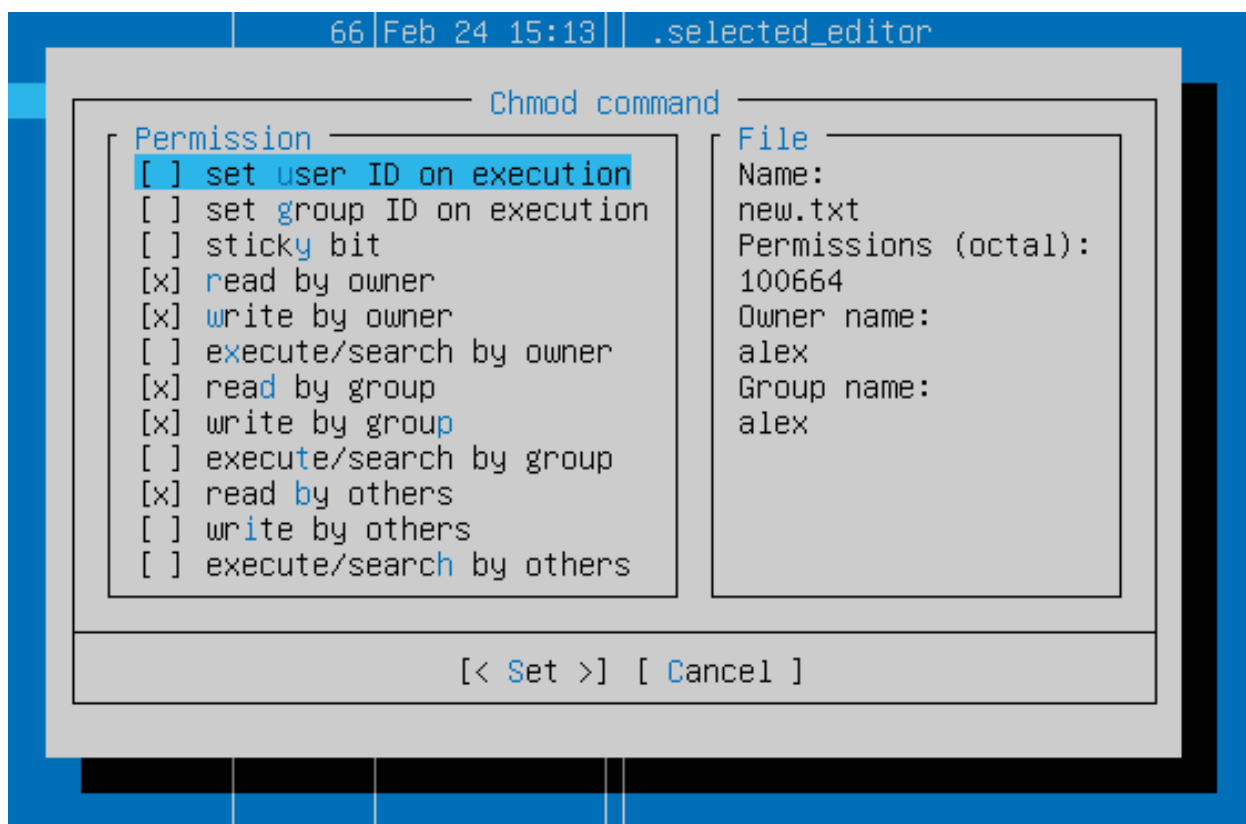 66 Feb 24 15:13 .selected_editor
Chmod command
Permission
[ ] set user ID on execution
[ ] set group ID on execution
[ ] sticky bit
[x] read by owner
[x] write by owner
[ ] execute/search by owner
[x] read by group
[x] write by group
[ ] execute/search by group
[x] read by others
[ ] write by others
[ ] execute/search by others
File
Name:
new.txt
Permissions (octal):
100664
Owner name:
alex
Group name:
alex
[< Set >] [ Cancel ]